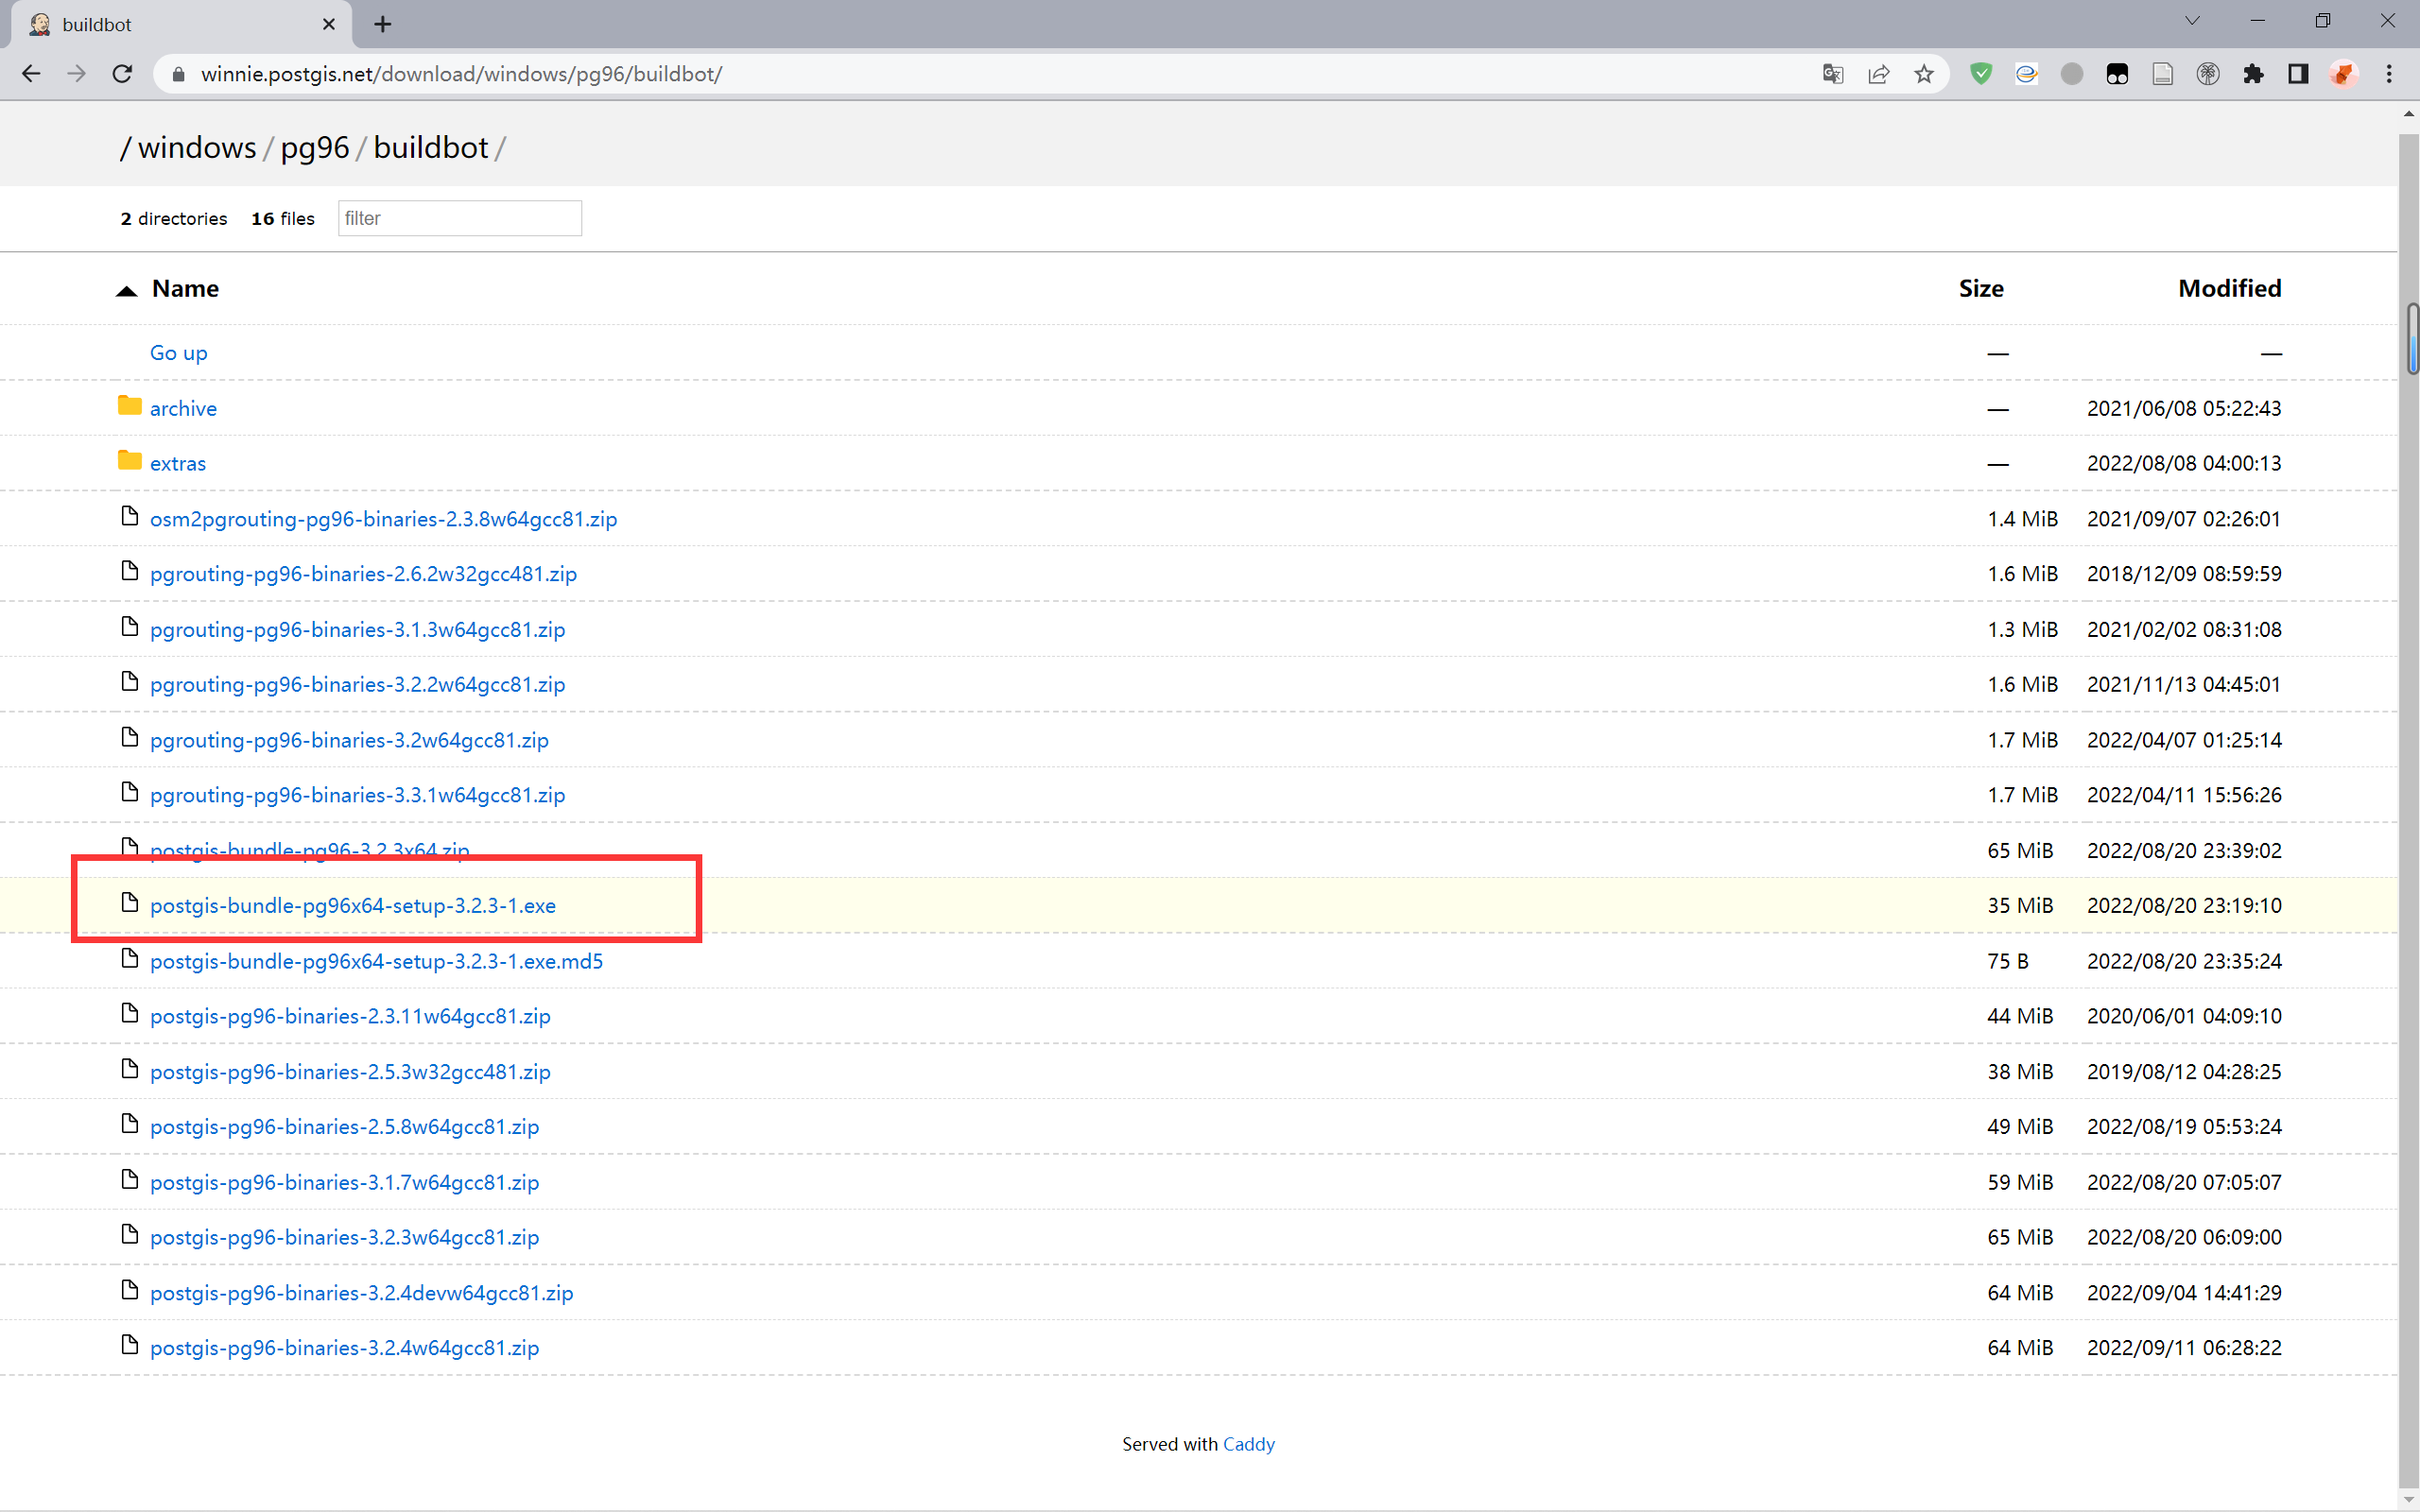 buildbot
winnie.postgis.net/download/windows/pg96/buildbot/
/ windows / pg96 / buildbot /
2 directories 16 files filter
Name Size Modified
Go up — —
archive — 2021/06/08 05:22:43
extras — 2022/08/08 04:00:13
osm2pgrouting-pg96-binaries-2.3.8w64gcc81.zip 1.4 MiB 2021/09/07 02:26:01
pgrouting-pg96-binaries-2.6.2w32gcc481.zip 1.6 MiB 2018/12/09 08:59:59
pgrouting-pg96-binaries-3.1.3w64gcc81.zip 1.3 MiB 2021/02/02 08:31:08
pgrouting-pg96-binaries-3.2.2w64gcc81.zip 1.6 MiB 2021/11/13 04:45:01
pgrouting-pg96-binaries-3.2w64gcc81.zip 1.7 MiB 2022/04/07 01:25:14
pgrouting-pg96-binaries-3.3.1w64gcc81.zip 1.7 MiB 2022/04/11 15:56:26
postgis-bundle-pg96-3.2.3x64.zip 65 MiB 2022/08/20 23:39:02
postgis-bundle-pg96x64-setup-3.2.3-1.exe 35 MiB 2022/08/20 23:19:10
postgis-bundle-pg96x64-setup-3.2.3-1.exe.md5 75 B 2022/08/20 23:35:24
postgis-pg96-binaries-2.3.11w64gcc81.zip 44 MiB 2020/06/01 04:09:10
postgis-pg96-binaries-2.5.3w32gcc481.zip 38 MiB 2019/08/12 04:28:25
postgis-pg96-binaries-2.5.8w64gcc81.zip 49 MiB 2022/08/19 05:53:24
postgis-pg96-binaries-3.1.7w64gcc81.zip 59 MiB 2022/08/20 07:05:07
postgis-pg96-binaries-3.2.3w64gcc81.zip 65 MiB 2022/08/20 06:09:00
postgis-pg96-binaries-3.2.4devw64gcc81.zip 64 MiB 2022/09/04 14:41:29
postgis-pg96-binaries-3.2.4w64gcc81.zip 64 MiB 2022/09/11 06:28:22
Served with Caddy